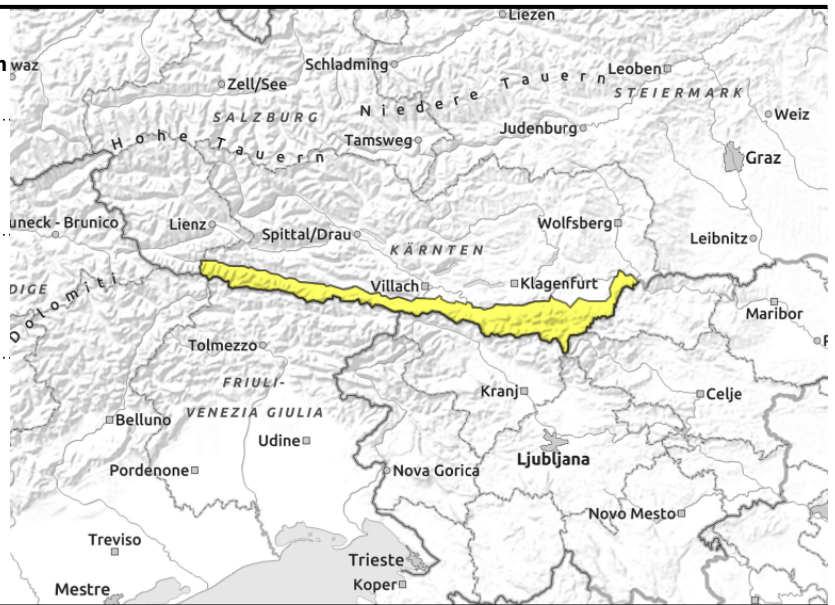 Liezen
n
waz
Schladming
Leoben
Zell/See
Niedere Tauern
STEIERMARK
SALZBURG
Weiz
Hohe Tauern
Tamsweg
Judenburg
Graz
uneck - Brunico
Lienz
Spittal/Drau
Wolfsberg
KÄRNTEN
Leibnitz
DIGE
Dolomiti
Villach
Klagenfurt
Maribor
Tolmezzo
FRIULI-
VENEZIA GIULIA
Kranj
Celje
Belluno
Udine
Ljubljana
Pordenone
Nova Gorica
Novo Mesto
Treviso
Trieste
Koper
Mestre